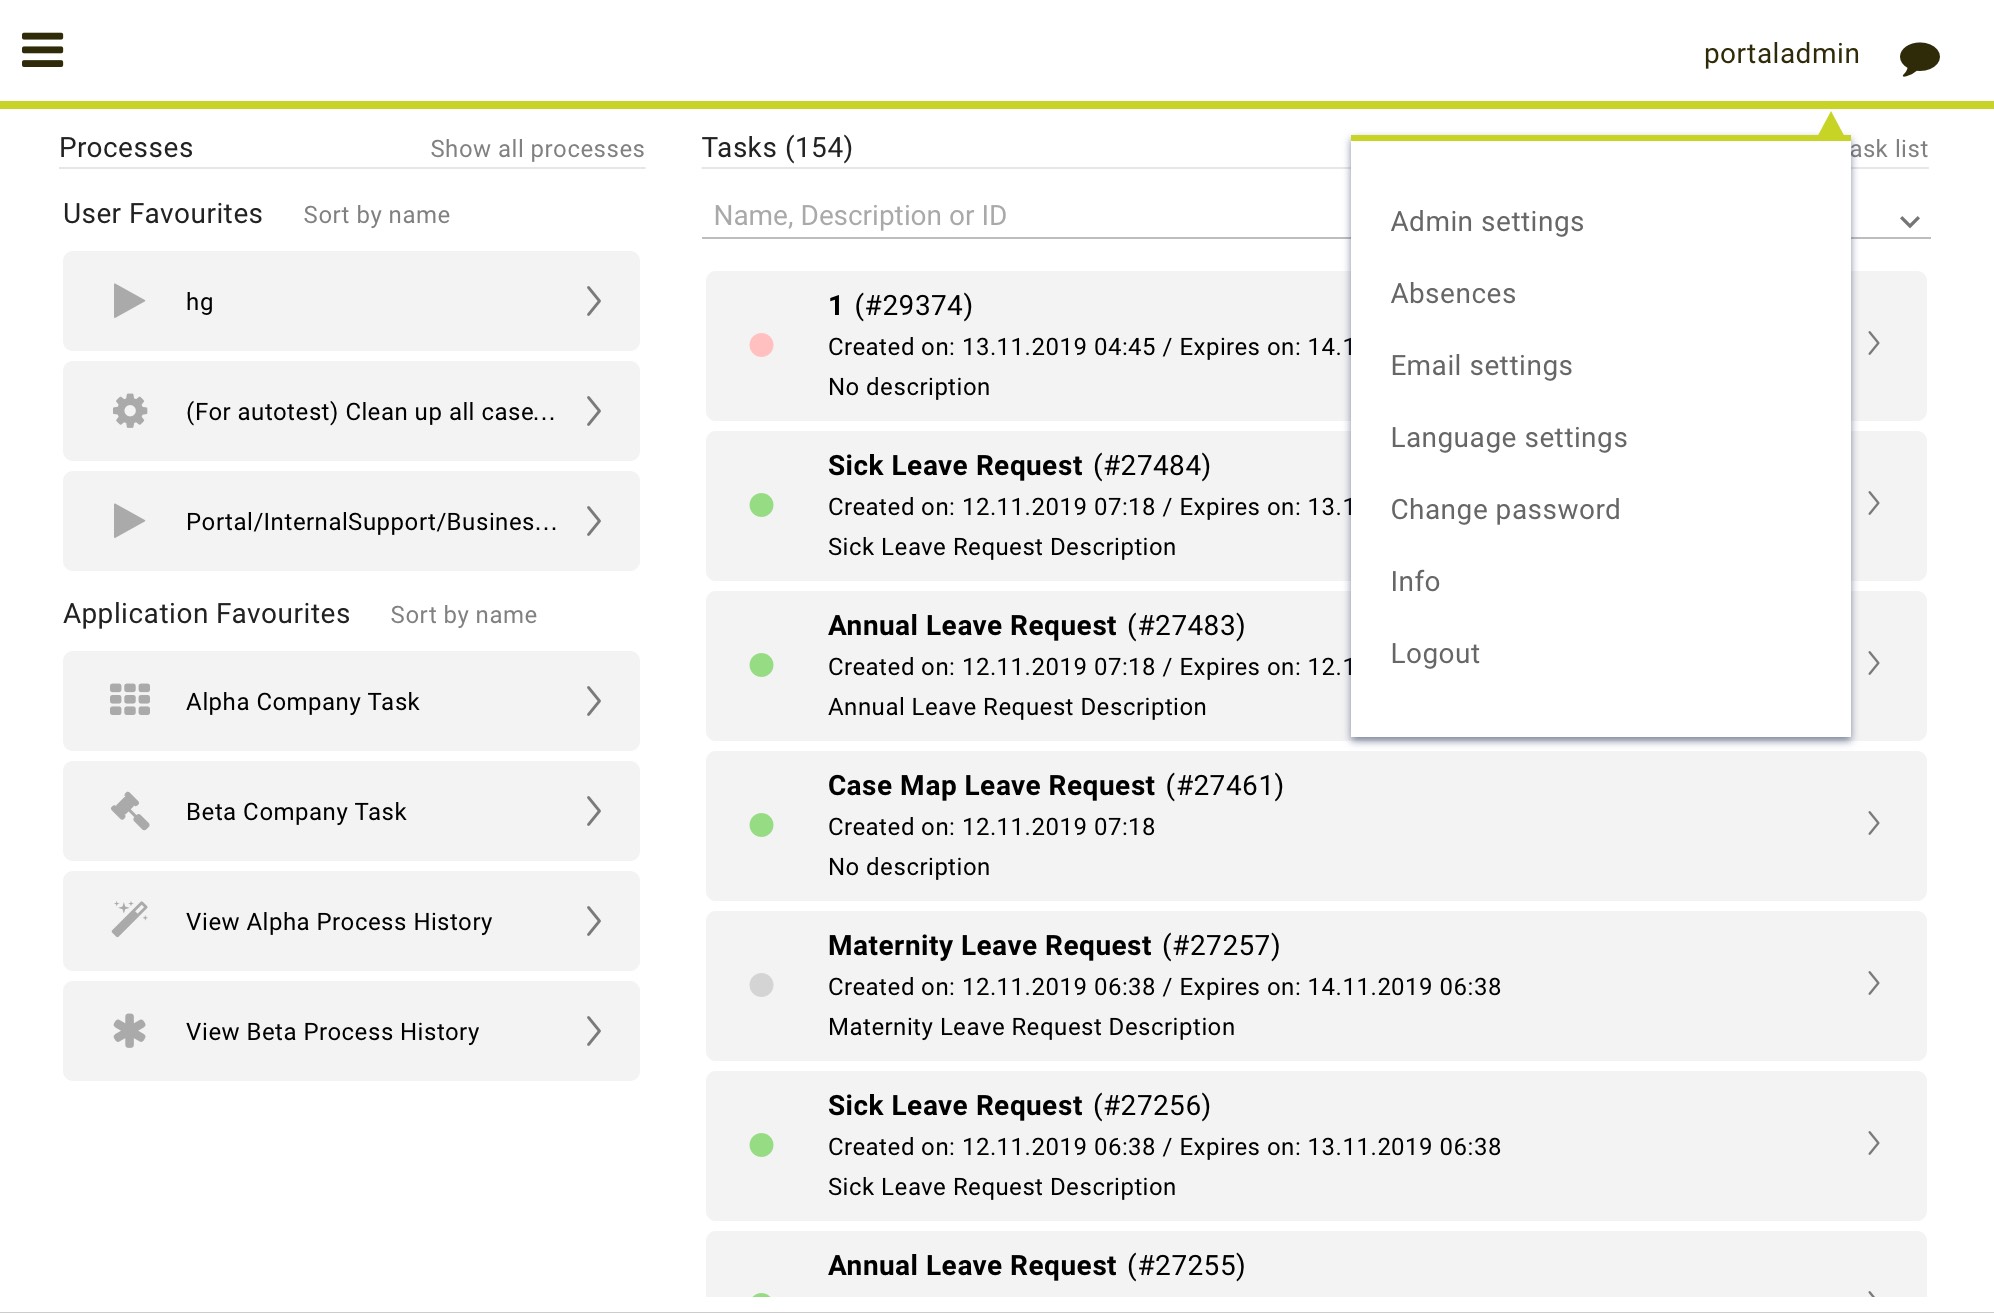 portaladmin
Processes
Show all processes
User Favourites
Sort by name
hg
(For autotest) Clean up all case...
Portal/InternalSupport/Busines...
Application Favourites
Sort by name
Alpha Company Task
Beta Company Task
View Alpha Process History
View Beta Process History
Tasks (154)
ask list
Name, Description or ID
1 (#29374)
Created on: 13.11.2019 04:45 / Expires on: 14.1
No description
Sick Leave Request (#27484)
Created on: 12.11.2019 07:18 / Expires on: 13.1
Sick Leave Request Description
Annual Leave Request (#27483)
Created on: 12.11.2019 07:18 / Expires on: 12.1
Annual Leave Request Description
Case Map Leave Request (#27461)
Created on: 12.11.2019 07:18
No description
Maternity Leave Request (#27257)
Created on: 12.11.2019 06:38 / Expires on: 14.11.2019 06:38
Maternity Leave Request Description
Sick Leave Request (#27256)
Created on: 12.11.2019 06:38 / Expires on: 13.11.2019 06:38
Sick Leave Request Description
Annual Leave Request (#27255)
Admin settings
Absences
Email settings
Language settings
Change password
Info
Logout